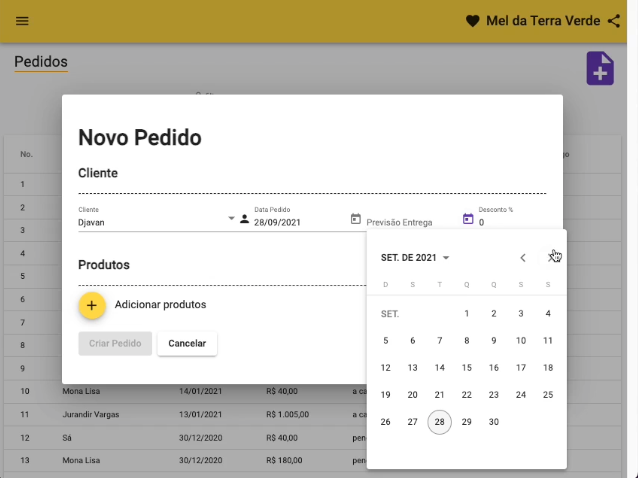 Mel da Terra Verde
Pedidos
No.
1
2
3
4
5
6
7
8
9
10 Mona Lisa 14/01/2021 R$ 40,00 a ca
11 Jurandir Vargas 13/01/2021 R$ 1.005,00 a ca
12 Sá 30/12/2020 R$ 40,00 pen
13 Mona Lisa 30/12/2020 R$ 180,00 pen
Novo Pedido
Cliente
Cliente Data Pedido Desconto %
Djavan 28/09/2021 Previsão Entrega 0
Produtos
Adicionar produtos
Criar Pedido Cancelar
SET. DE 2021
D S T Q Q S S
SET. 1 2 3 4
5 6 7 8 9 10 11
12 13 14 15 16 17 18
19 20 21 22 23 24 25
26 27 28 29 30